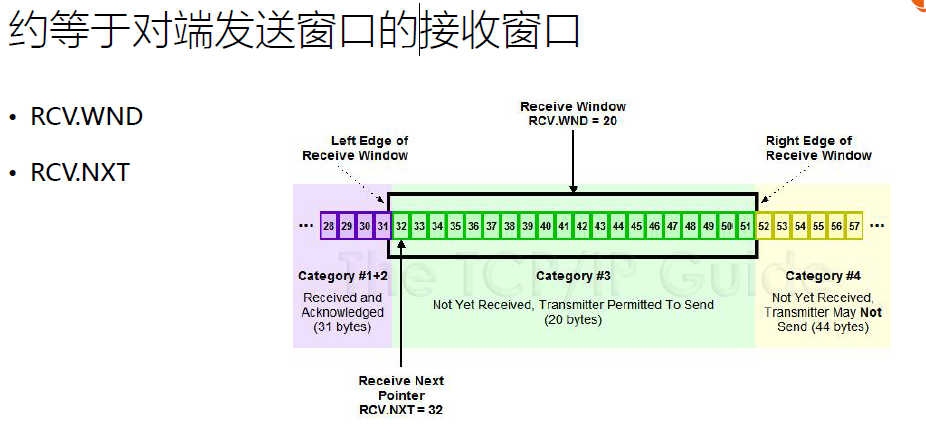 约等于对端发送窗口的接收窗口
• RCV.WND
• RCV.NXT
Receive Window
RCV.WND = 20
Left Edge of
Receive Window
Right Edge of
Receive Window
... 28 29 30 31 32 33 34 35 36 37 38 39 40 41 42 43 44 45 46 47 48 49 50 51 52 53 54 55 56 57 ...
The TCP/IP Guide
Category #1+2
Received and
Acknowledged
(31 bytes)
Category #3
Not Yet Received, Transmitter Permitted To Send
(20 bytes)
Category #4
Not Yet Received,
Transmitter May Not
Send (44 bytes)
Receive Next
Pointer
RCV.NXT = 32